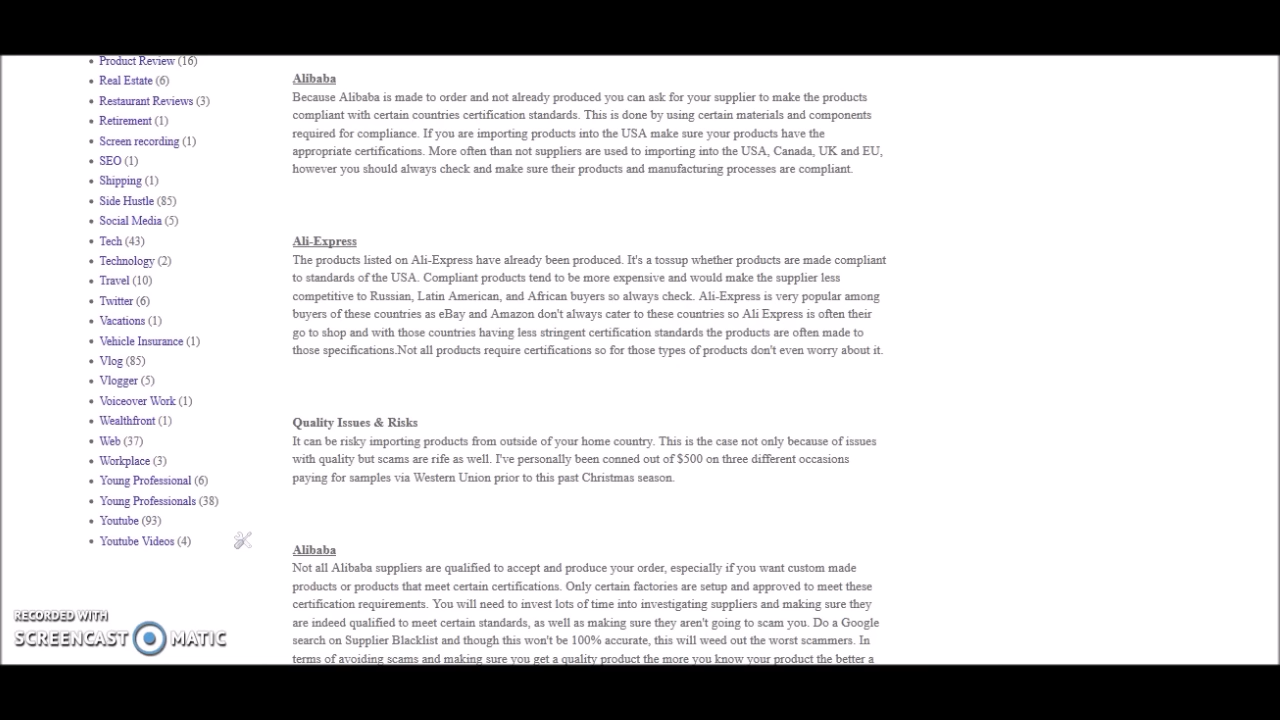 Product Review (16)
Real Estate (6)
Restaurant Reviews (3)
Retirement (1)
Screen recording (1)
SEO (1)
Shipping (1)
Side Hustle (85)
Social Media (5)
Tech (43)
Technology (2)
Travel (10)
Twitter (6)
Vacations (1)
Vehicle Insurance (1)
Vlog (85)
Vlogger (5)
Voiceover Work (1)
Wealthfront (1)
Web (37)
Workplace (3)
Young Professional (6)
Young Professionals (38)
Youtube (93)
Youtube Videos (4)
Alibaba
Because Alibaba is made to order and not already produced you can ask for your supplier to make the products
compliant with certain countries certification standards. This is done by using certain materials and components
required for compliance. If you are importing products into the USA make sure your products have the
appropriate certifications. More often than not suppliers are used to importing into the USA, Canada, UK and EU,
however you should always check and make sure their products and manufacturing processes are compliant.
Ali-Express
The products listed on Ali-Express have already been produced. It's a tossup whether products are made compliant
to standards of the USA. Compliant products tend to be more expensive and would make the supplier less
competitive to Russian, Latin American, and African buyers so always check. Ali-Express is very popular among
buyers of these countries as eBay and Amazon don't always cater to these countries so Ali Express is often their
go to shop and with those countries having less stringent certification standards the products are often made to
those specifications.Not all products require certifications so for those types of products don't even worry about it.
Quality Issues & Risks
It can be risky importing products from outside of your home country. This is the case not only because of issues
with quality but scams are rife as well. I've personally been conned out of $500 on three different occasions
paying for samples via Western Union prior to this past Christmas season.
Alibaba
Not all Alibaba suppliers are qualified to accept and produce your order, especially if you want custom made
products or products that meet certain certifications. Only certain factories are setup and approved to meet these
certification requirements. You will need to invest lots of time into investigating suppliers and making sure they
are indeed qualified to meet certain standards, as well as making sure they aren't going to scam you. Do a Google
search on Supplier Blacklist and though this won't be 100% accurate, this will weed out the worst scammers. In
terms of avoiding scams and making sure you get a quality product the more you know your product the better a
RECORDED WITH
SCREENCAST MATIC